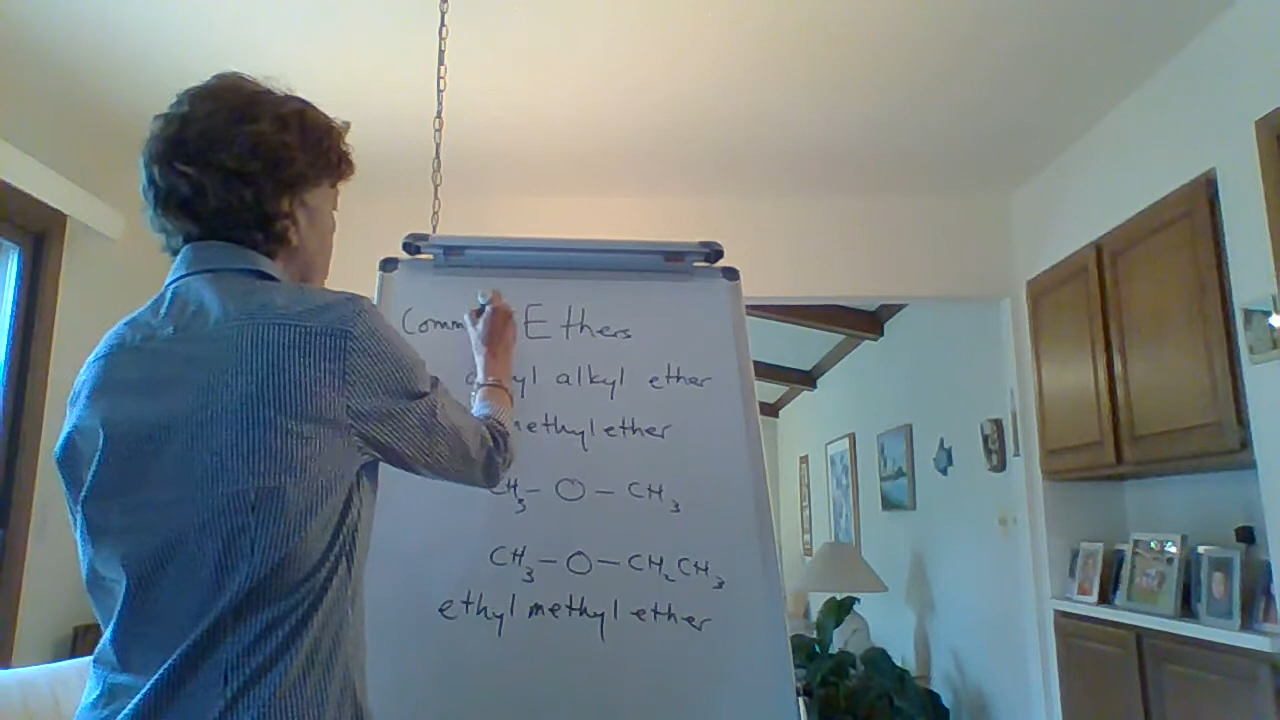 Comm Ethers
yl alkyl ether
methyl ether
CH₃–O–CH₃
CH₃–O–CH₂CH₃
ethyl methyl ether